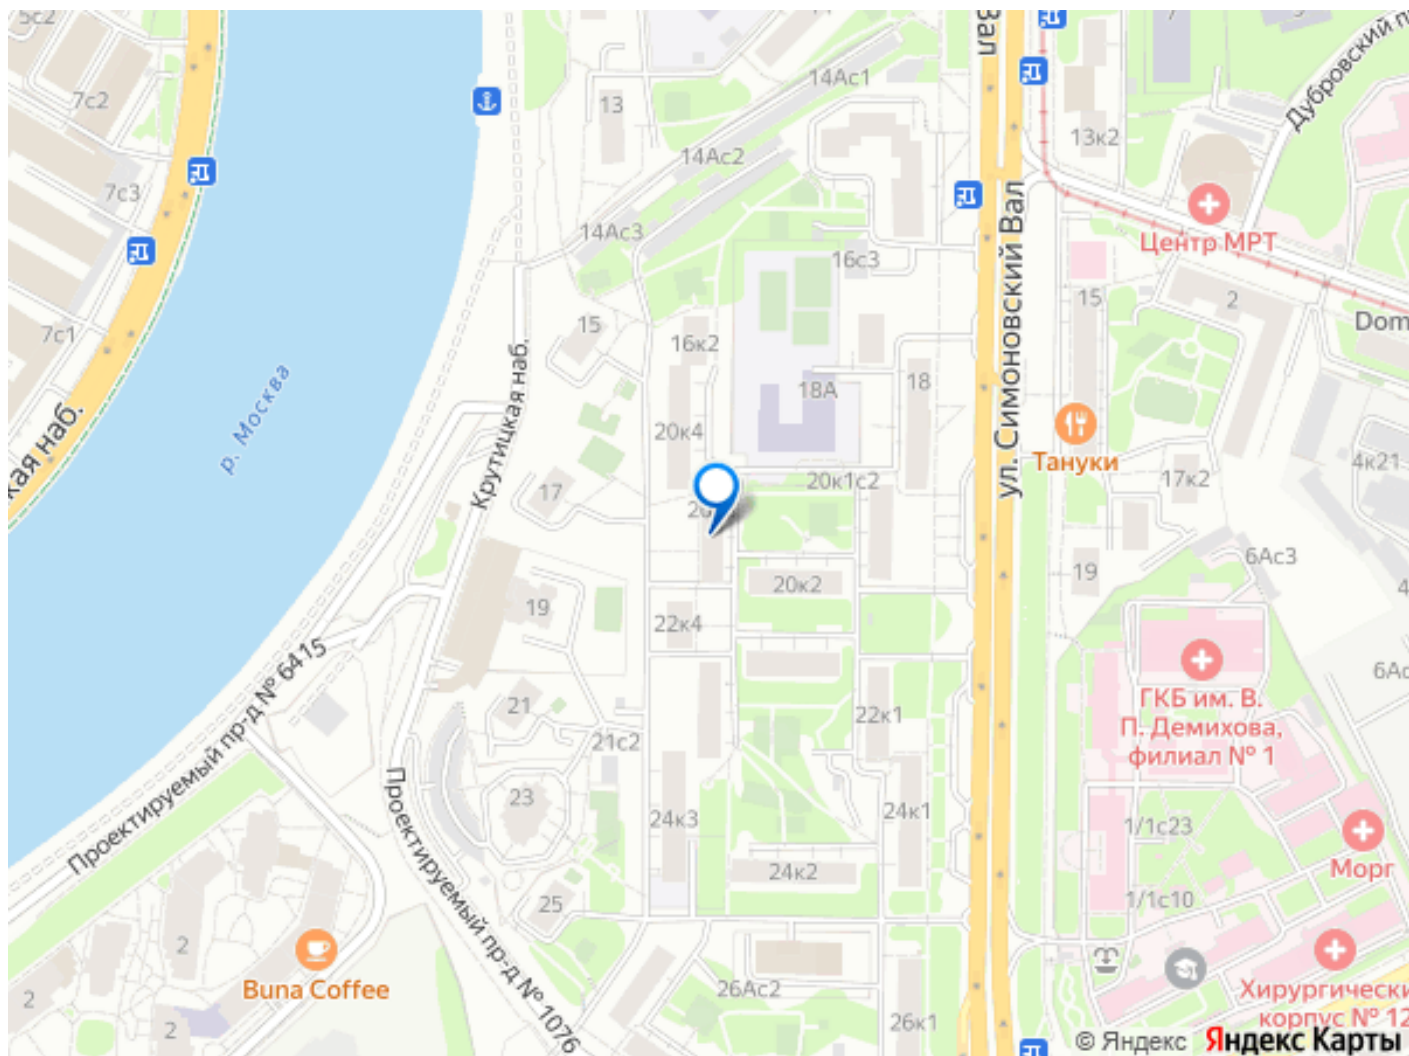 5с2
7с2
7с3
7с1
13
14Ас1
14Ас2
14Ас3
Вал
13к2
Дубровский п
Центр МРТ
16с3
15
2
Dom
15
16к2
18А
18
р. Москва
Крутицкая наб.
кая наб.
ул. Симоновский Вал
Тануки
20к4
20к1с2
17
17к2
4к21
6Ас3
19
20к2
19
4
22к4
ГКБ им. В.
П. Демихова,
филиал № 1
21
21с2
22к1
Проектируемый пр-д № 6415
Проектируемый пр-д № 1076
23
24к3
24к1
24к2
1/1с23
Морг
25
1/1с10
2
2
2
Buna Coffee
26Ас2
26к1
Хирургически
корпус № 12
© Яндекс Яндекс Карты